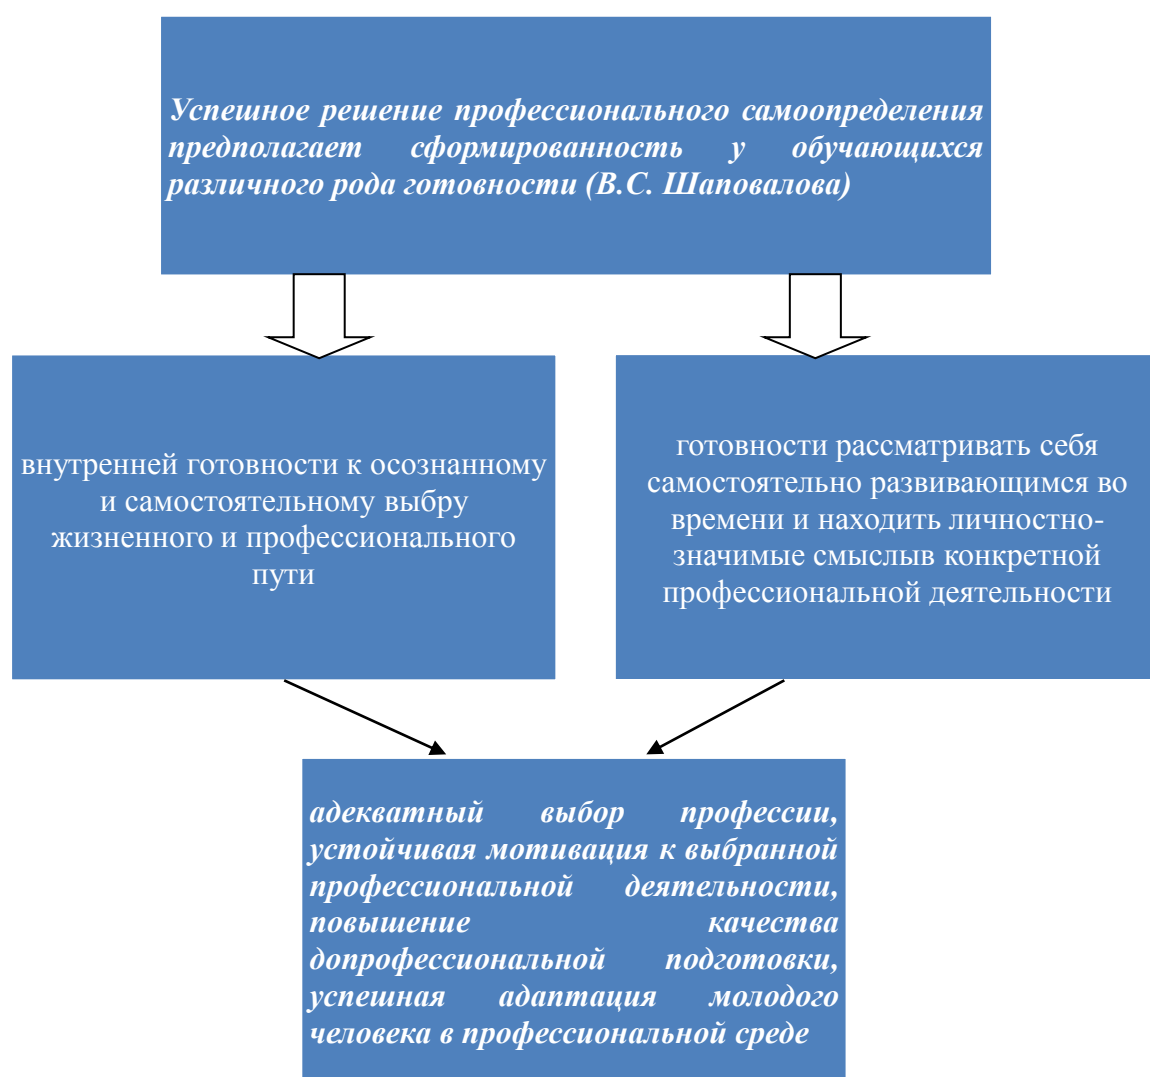 Успешное решение профессионального самоопределения
предполагает сформированность у обучающихся
различного рода готовности (В.С. Шаповалова)
внутренней готовности к осознанному
и самостоятельному выбру
жизненного и профессионального
пути
готовности рассматривать себя
самостоятельно развивающимся во
времени и находить личностно-
значимые смыслыв конкретной
профессиональной деятельности
адекватный выбор профессии,
устойчивая мотивация к выбранной
профессиональной деятельности,
повышение качества
допрофессиональной подготовки,
успешная адаптация молодого
человека в профессиональной среде